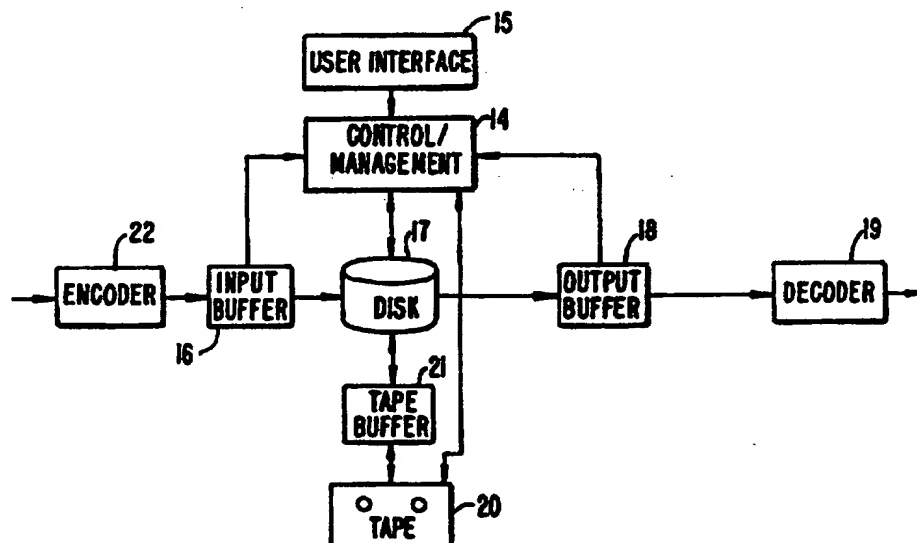 15
USER INTERFACE
14
CONTROL/
MANAGEMENT
22
ENCODER
INPUT
BUFFER
16
17
DISK
18
OUTPUT
BUFFER
19
DECODER
21
TAPE
BUFFER
20
TAPE